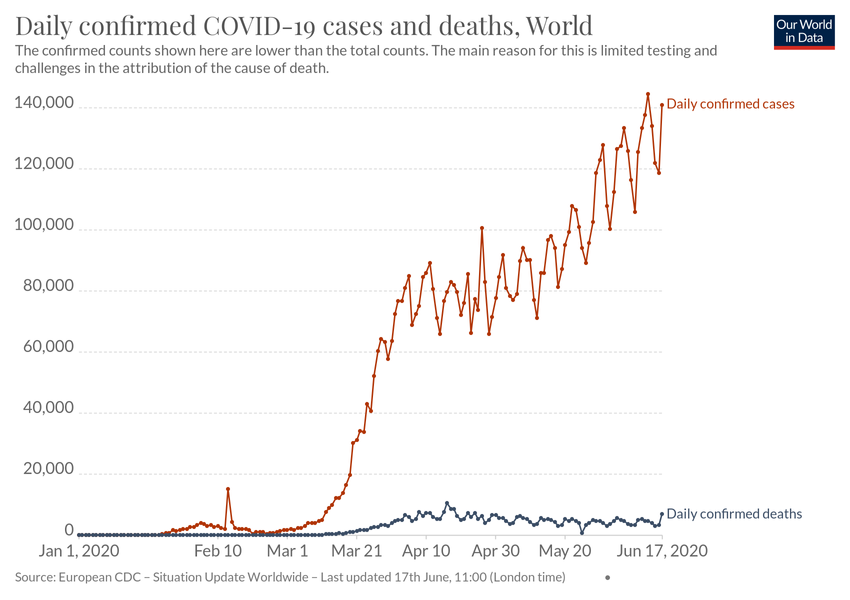 Daily confirmed COVID-19 cases and deaths, World
Our World
in Data
The confirmed counts shown here are lower than the total counts. The main reason for this is limited testing and
challenges in the attribution of the cause of death.
140,000
Daily confirmed cases
120,000
100,000
80,000
60,000
40,000
20,000
Daily confirmed deaths
0
Jan 1, 2020 Feb 10 Mar 1 Mar 21 Apr 10 Apr 30 May 20 Jun 17, 2020
Source: European CDC – Situation Update Worldwide – Last updated 17th June, 11:00 (London time) •